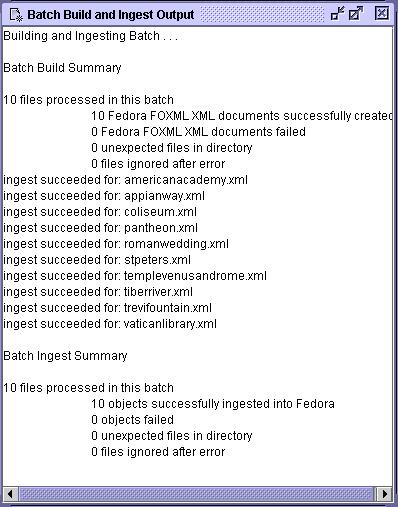 Batch Build and Ingest Output
Building and Ingesting Batch . . .
Batch Build Summary
10 files processed in this batch
10 Fedora FOXML XML documents successfully created
0 Fedora FOXML XML documents failed
0 unexpected files in directory
0 files ignored after error
ingest succeeded for: americanacademy.xml
ingest succeeded for: appianway.xml
ingest succeeded for: coliseum.xml
ingest succeeded for: pantheon.xml
ingest succeeded for: romanwedding.xml
ingest succeeded for: stpeters.xml
ingest succeeded for: templevenusandrome.xml
ingest succeeded for: tiberriver.xml
ingest succeeded for: trevifountain.xml
ingest succeeded for: vaticanlibrary.xml
Batch Ingest Summary
10 files processed in this batch
10 objects successfully ingested into Fedora
0 objects failed
0 unexpected files in directory
0 files ignored after error